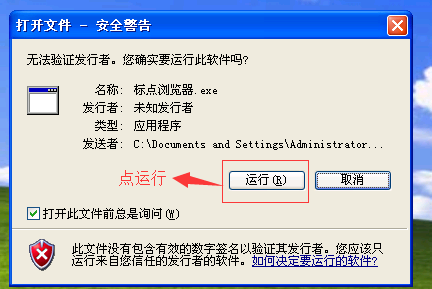 打开文件 - 安全警告
无法验证发行者。您确实要运行此软件吗?
名称: 标点浏览器.exe
发行者: 未知发行者
类型: 应用程序
发送者: C:\Documents and Settings\Administrator...
点运行
运行(R)
取消
打开此文件前总是询问(W)
此文件没有包含有效的数字签名以验证其发行者。您应该只
运行来自您信任的发行者的软件。如何决定要运行的软件?